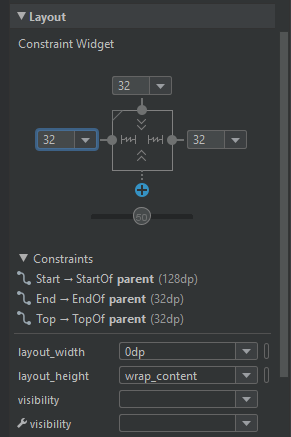 Layout
Constraint Widget
32
32
32
50
Constraints
Start → StartOf parent (128dp)
End → EndOf parent (32dp)
Top → TopOf parent (32dp)
layout_width 0dp
layout_height wrap_content
visibility
visibility